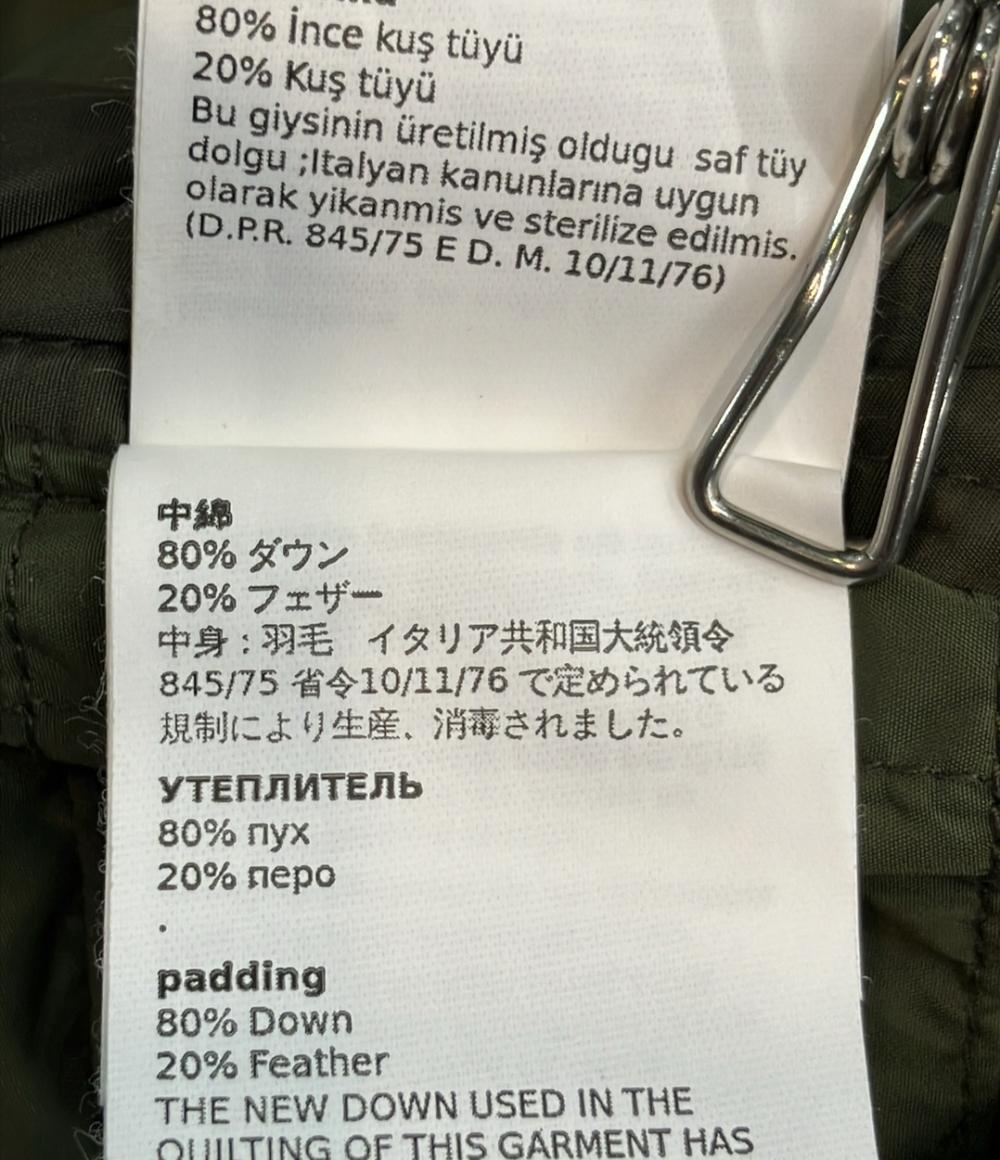 80% İnce kuş tüyü
20% Kuş tüyü
Bu giysinin üretilmiş oldugu saf tüy
dolgu ;Italyan kanunlarına uygun
olarak yikanmis ve sterilize edilmis.
(D.P.R. 845/75 E D. M. 10/11/76)
中綿
80% ダウン
20% フェザー
中身：羽毛　イタリア共和国大統領令
845/75 省令10/11/76 で定められている
規制により生産、消毒されました。
УТЕПЛИТЕЛЬ
80% пух
20% перо
.
padding
80% Down
20% Feather
THE NEW DOWN USED IN THE
QUILTING OF THIS GARMENT HAS